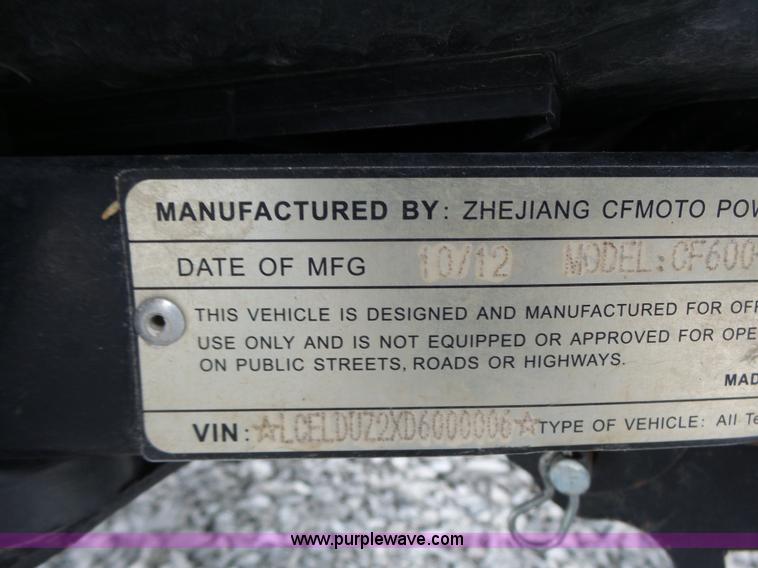 MANUFACTURED BY: ZHEJIANG CFMOTO POW
DATE OF MFG 10/12 MODEL:CF600-
THIS VEHICLE IS DESIGNED AND MANUFACTURED FOR OFF
USE ONLY AND IS NOT EQUIPPED OR APPROVED FOR OPE
ON PUBLIC STREETS, ROADS OR HIGHWAYS.
MAD
VIN: ☆LCELDUZ2XD6000006☆ TYPE OF VEHICLE: All Te
www.purplewave.com